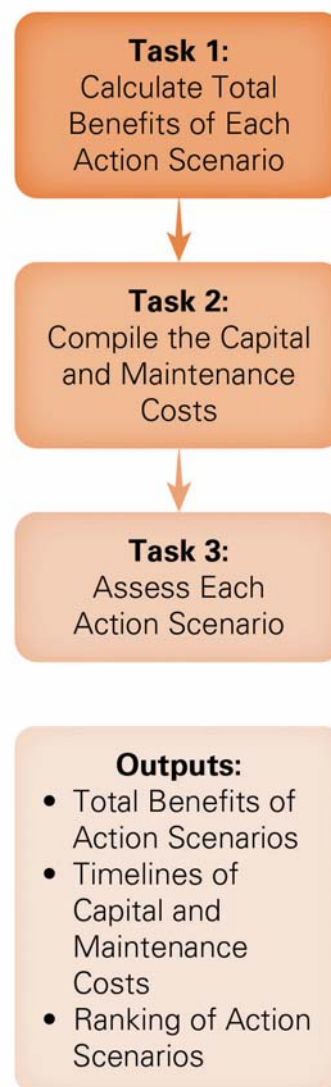 Task 1:
Calculate Total
Benefits of Each
Action Scenario
Task 2:
Compile the Capital
and Maintenance
Costs
Task 3:
Assess Each
Action Scenario
Outputs:
• Total Benefits of
Action Scenarios
• Timelines of
Capital and
Maintenance
Costs
• Ranking of Action
Scenarios